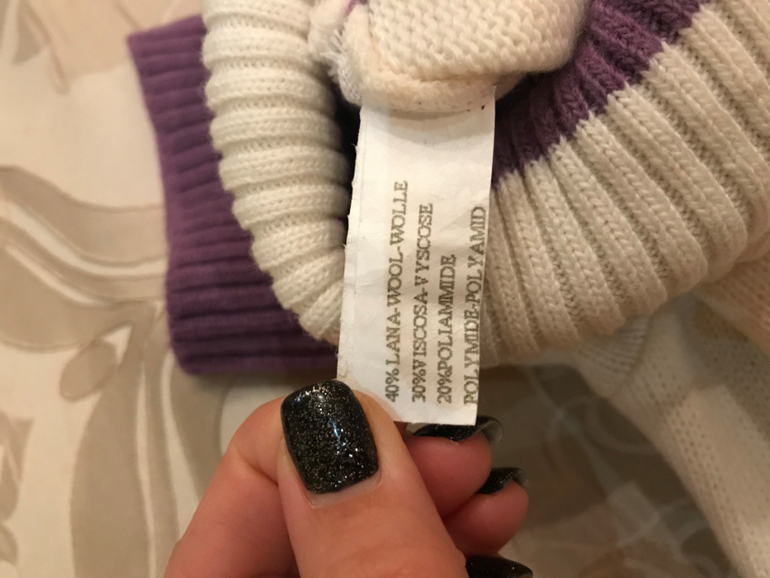 40% LANA-WOOL-WOLLE
30%VISCOSA-VYSCOSE
20%POLIAMMIDE
POLYMIDE-POLYAMID